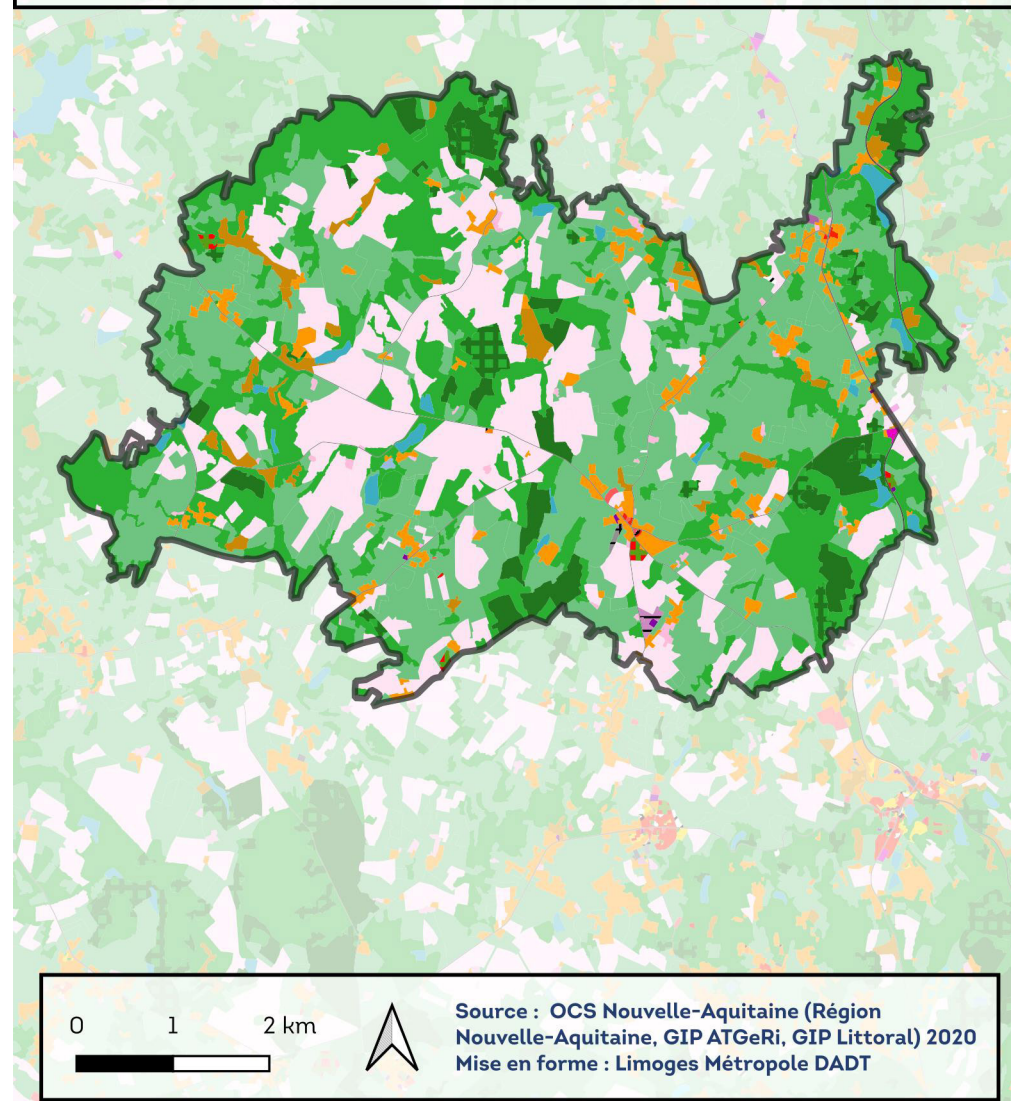 0 1 2 km
Source : OCS Nouvelle-Aquitaine (Région
Nouvelle-Aquitaine, GIP ATGeRi, GIP Littoral) 2020
Mise en forme : Limoges Métropole DADT